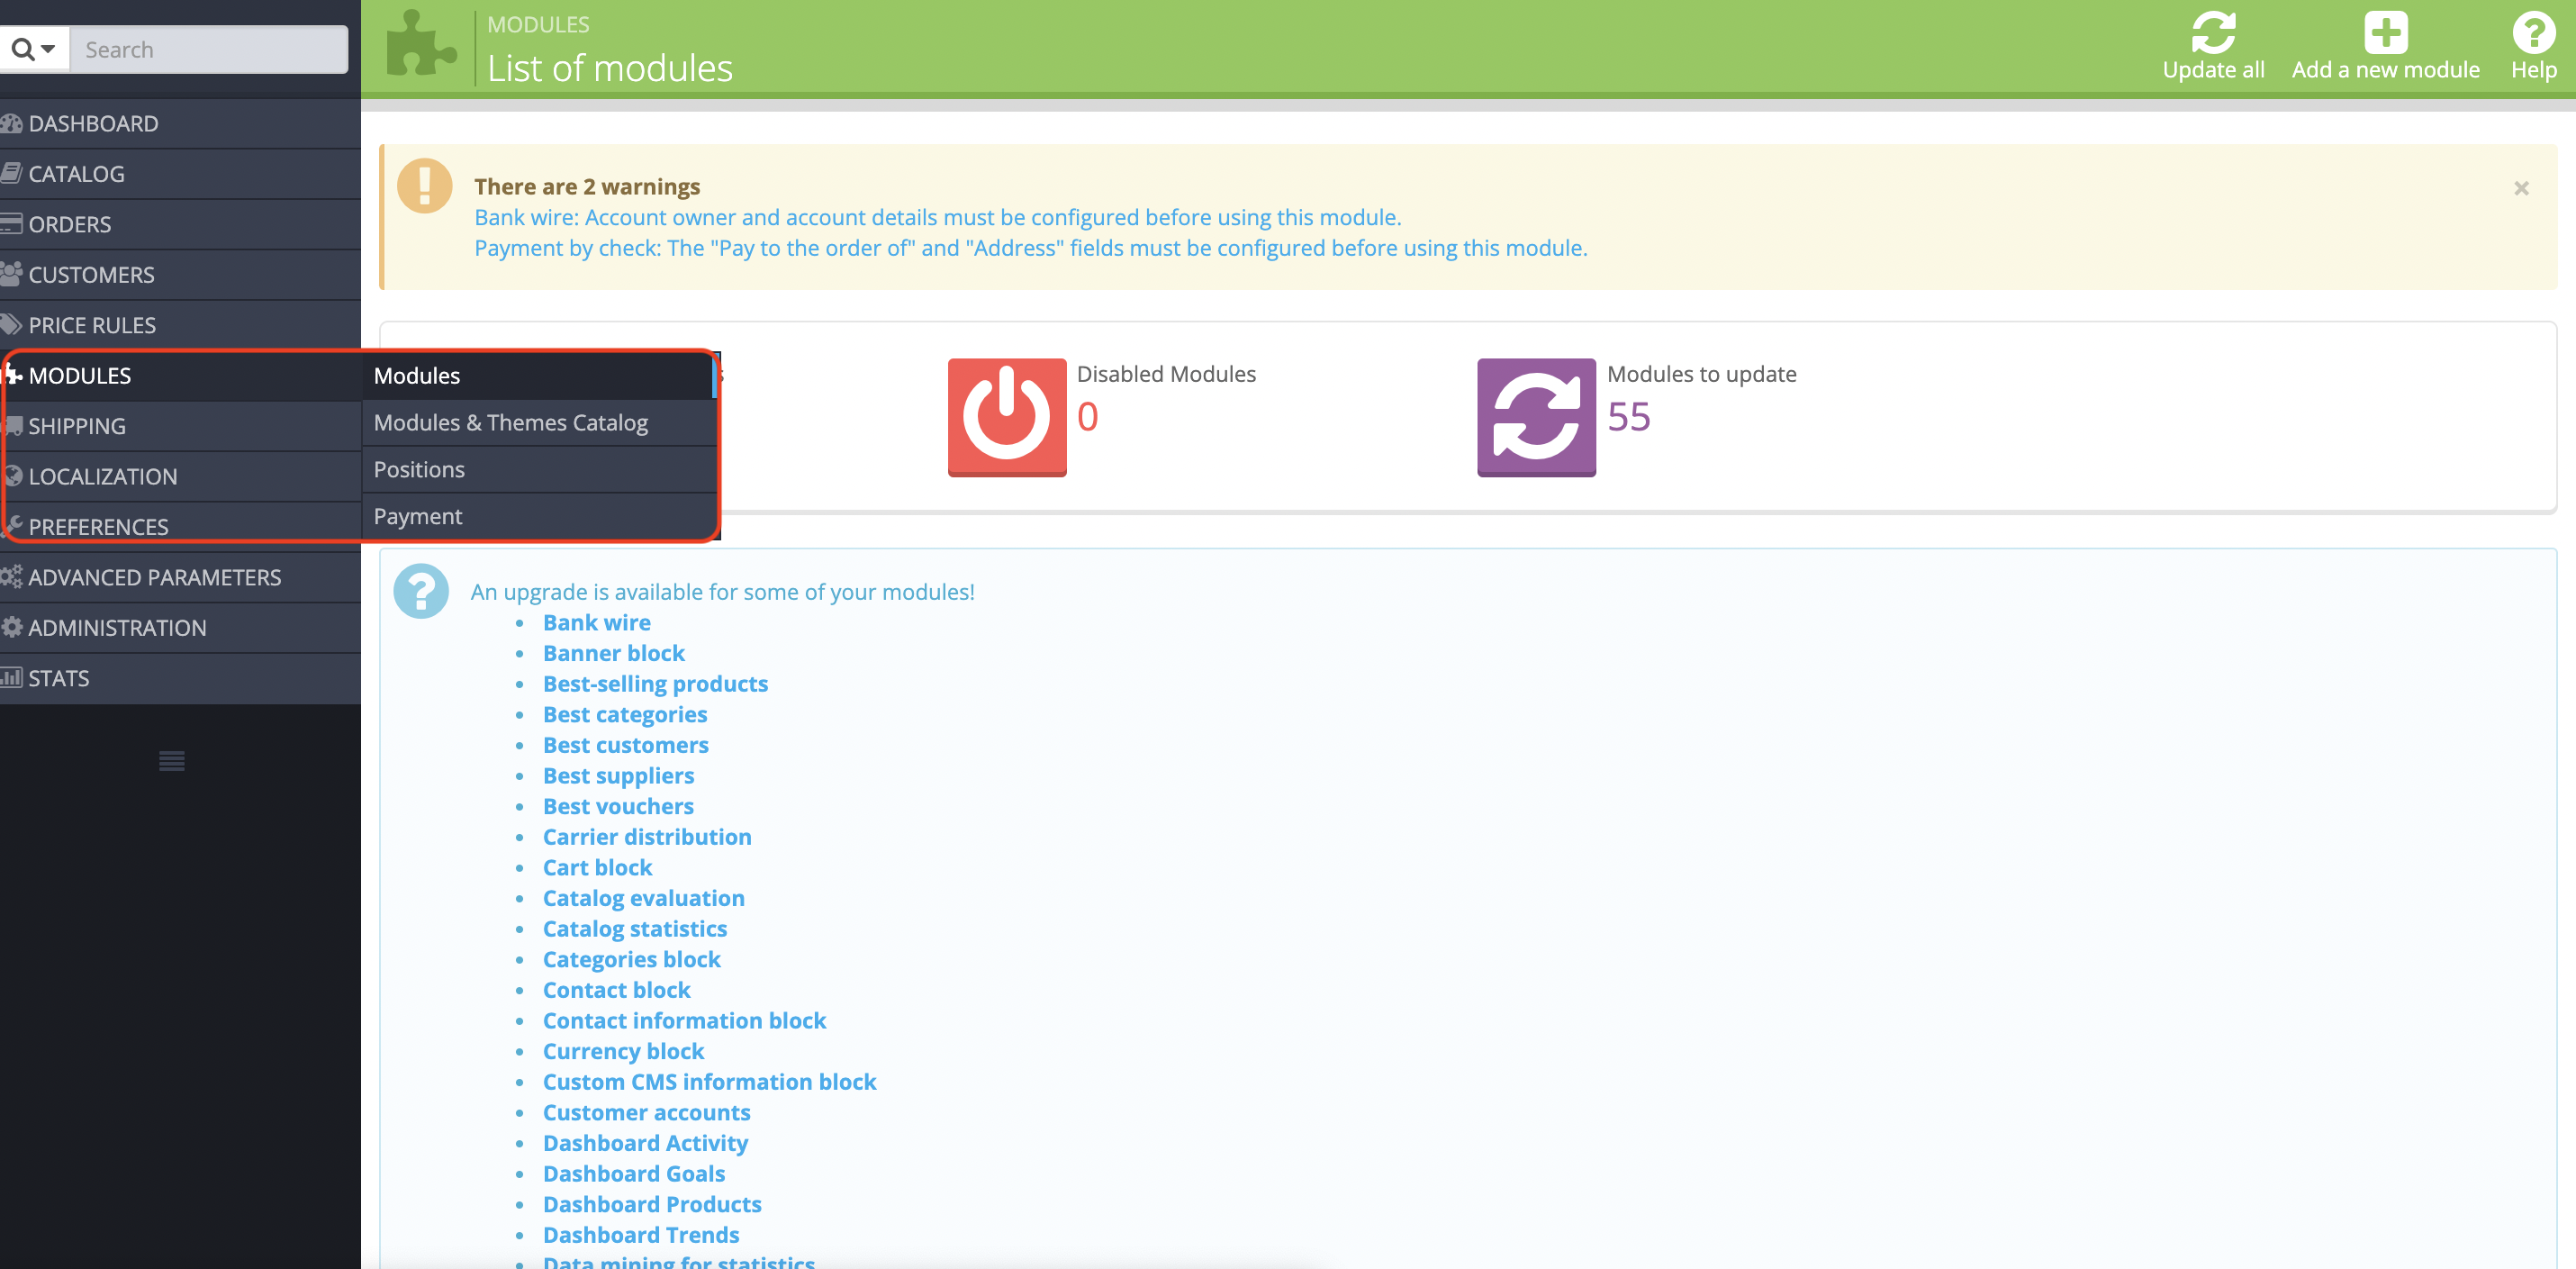 Search
DASHBOARD
CATALOG
ORDERS
CUSTOMERS
PRICE RULES
MODULES
SHIPPING
LOCALIZATION
PREFERENCES
ADVANCED PARAMETERS
ADMINISTRATION
STATS
Modules
Modules & Themes Catalog
Positions
Payment
MODULES
List of modules
Update all
Add a new module
Help
There are 2 warnings
Bank wire: Account owner and account details must be configured before using this module.
Payment by check: The "Pay to the order of" and "Address" fields must be configured before using this module.
Disabled Modules
0
Modules to update
55
An upgrade is available for some of your modules!
Bank wire
Banner block
Best-selling products
Best categories
Best customers
Best suppliers
Best vouchers
Carrier distribution
Cart block
Catalog evaluation
Catalog statistics
Categories block
Contact block
Contact information block
Currency block
Custom CMS information block
Customer accounts
Dashboard Activity
Dashboard Goals
Dashboard Products
Dashboard Trends
Data mining for statistics